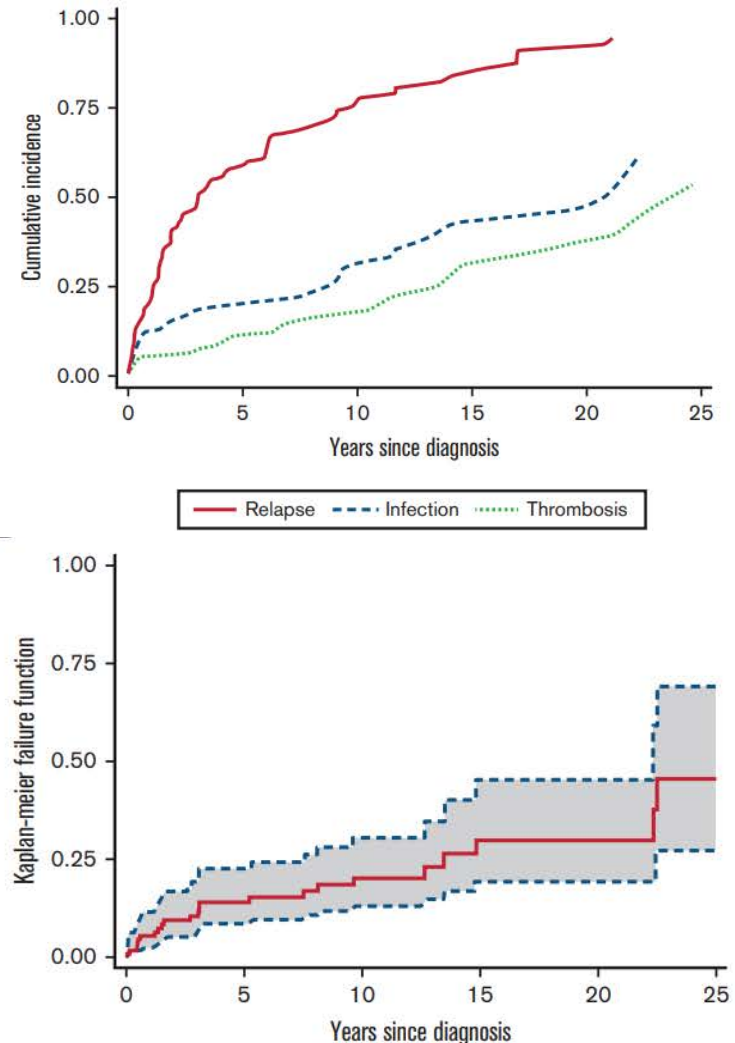 1.00
0.75
0.50
0.25
0.00
Cumulative incidence
0 5 10 15 20 25
Years since diagnosis
Relapse Infection Thrombosis
1.00
0.75
0.50
0.25
0.00
Kaplan-meier failure function
0 5 10 15 20 25
Years since diagnosis